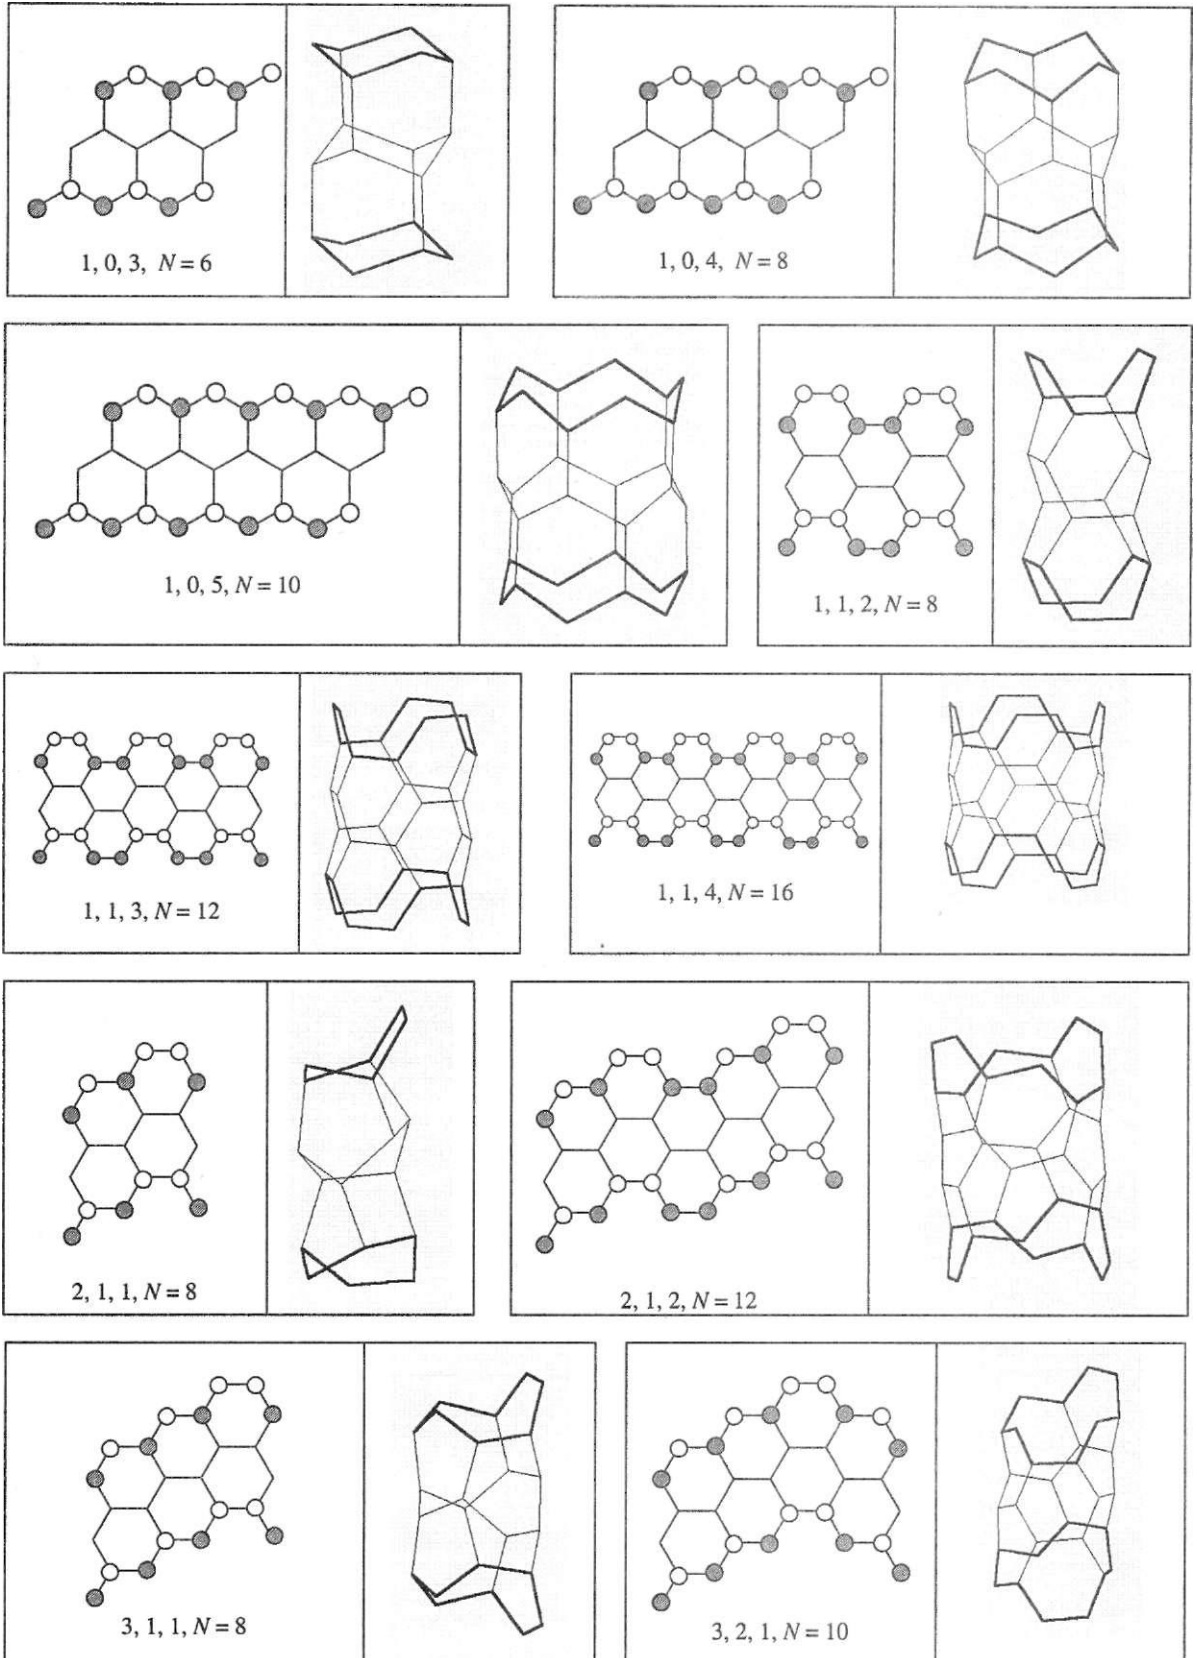 1, 0, 3, N = 6
1, 0, 4, N = 8
1, 0, 5, N = 10
1, 1, 2, N = 8
1, 1, 3, N = 12
1, 1, 4, N = 16
2, 1, 1, N = 8
2, 1, 2, N = 12
3, 1, 1, N = 8
3, 2, 1, N = 10